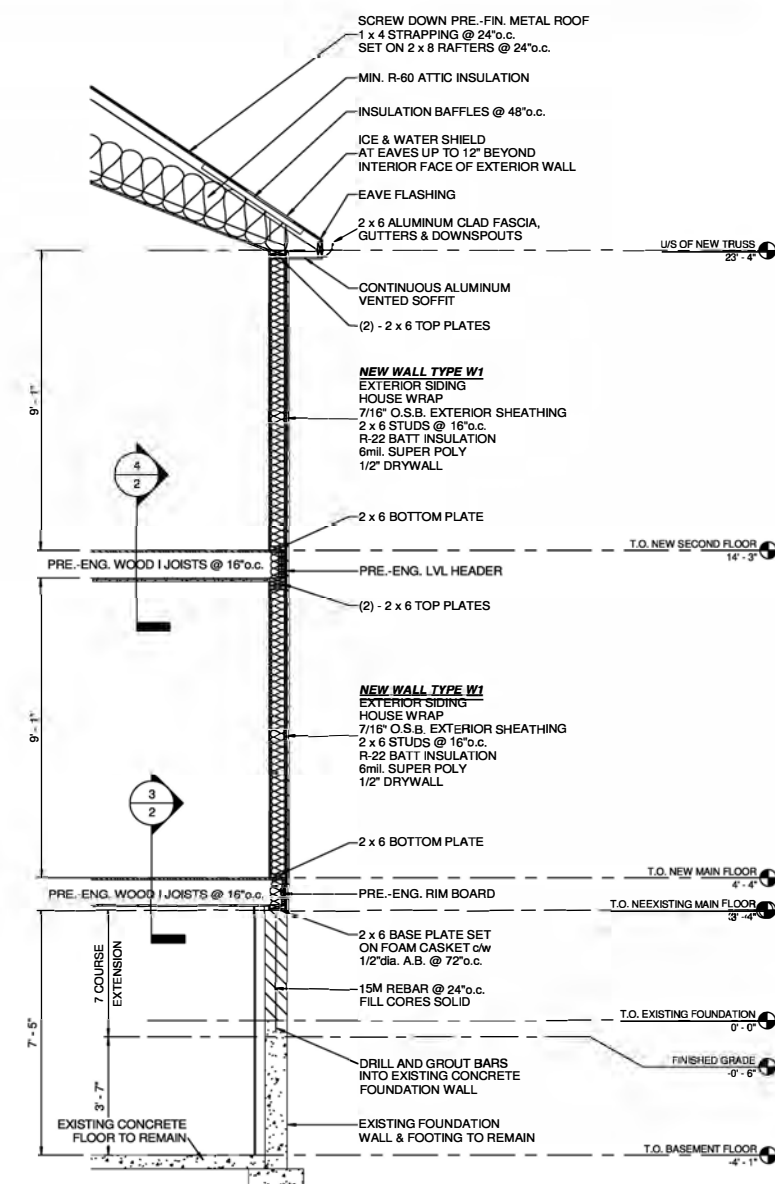 SCREW DOWN PRE.-FIN. METAL ROOF
1 x 4 STRAPPING @ 24"o.c.
SET ON 2 x 8 RAFTERS @ 24"o.c.
MIN. R-60 ATTIC INSULATION
INSULATION BAFFLES @ 48"o.c.
ICE & WATER SHIELD
AT EAVES UP TO 12" BEYOND
INTERIOR FACE OF EXTERIOR WALL
EAVE FLASHING
2 x 6 ALUMINUM CLAD FASCIA,
GUTTERS & DOWNSPOUTS
U/S OF NEW TRUSS
23' - 4"
CONTINUOUS ALUMINUM
VENTED SOFFIT
(2) - 2 x 6 TOP PLATES
9' - 1"
NEW WALL TYPE W1
EXTERIOR SIDING
HOUSE WRAP
7/16" O.S.B. EXTERIOR SHEATHING
2 x 6 STUDS @ 16"o.c.
R-22 BATT INSULATION
6mil. SUPER POLY
1/2" DRYWALL
4
2
2 x 6 BOTTOM PLATE
T.O. NEW SECOND FLOOR
14' - 3"
PRE.-ENG. WOOD I JOISTS @ 16"o.c.
PRE.-ENG. LVL HEADER
(2) - 2 x 6 TOP PLATES
9' - 1"
NEW WALL TYPE W1
EXTERIOR SIDING
HOUSE WRAP
7/16" O.S.B. EXTERIOR SHEATHING
2 x 6 STUDS @ 16"o.c.
R-22 BATT INSULATION
6mil. SUPER POLY
1/2" DRYWALL
3
2
2 x 6 BOTTOM PLATE
T.O. NEW MAIN FLOOR
4' - 4"
PRE.-ENG. WOOD I JOISTS @ 16"o.c.
PRE.-ENG. RIM BOARD
T.O. NEEXISTING MAIN FLOOR
3' - 4"
2 x 6 BASE PLATE SET
ON FOAM CASKET c/w
1/2"dia. A.B. @ 72"o.c.
7 COURSE
EXTENSION
15M REBAR @ 24"o.c.
FILL CORES SOLID
7' - 5"
T.O. EXISTING FOUNDATION
0' - 0"
FINISHED GRADE
-0' - 6"
DRILL AND GROUT BARS
INTO EXISTING CONCRETE
FOUNDATION WALL
3' - 7"
EXISTING CONCRETE
FLOOR TO REMAIN
EXISTING FOUNDATION
WALL & FOOTING TO REMAIN
T.O. BASEMENT FLOOR
-4' - 1"